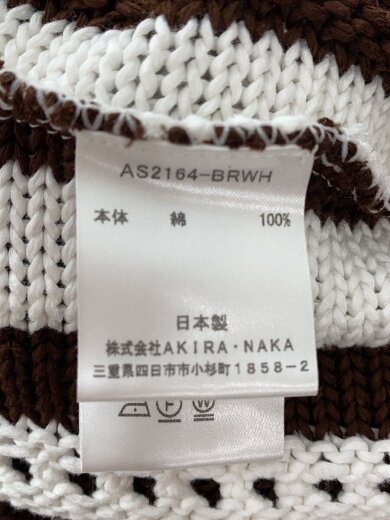 AS2164-BRWH
本体 綿 100%
日本製
株式会社AKIRA・NAKA
三重県四日市市小杉町1858-2
F W